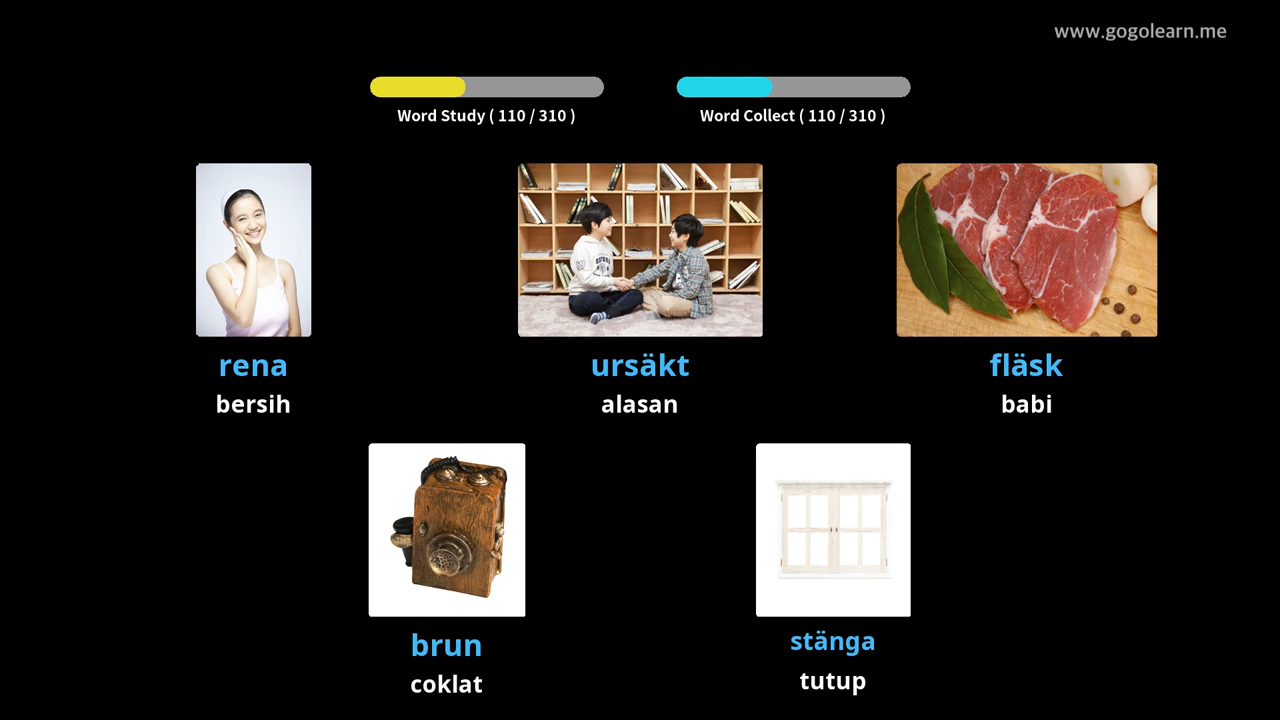 www.gogolearn.me
Word Study ( 110 / 310 )
Word Collect ( 110 / 310 )
rena
bersih
ursäkt
alasan
fläsk
babi
brun
coklat
stänga
tutup